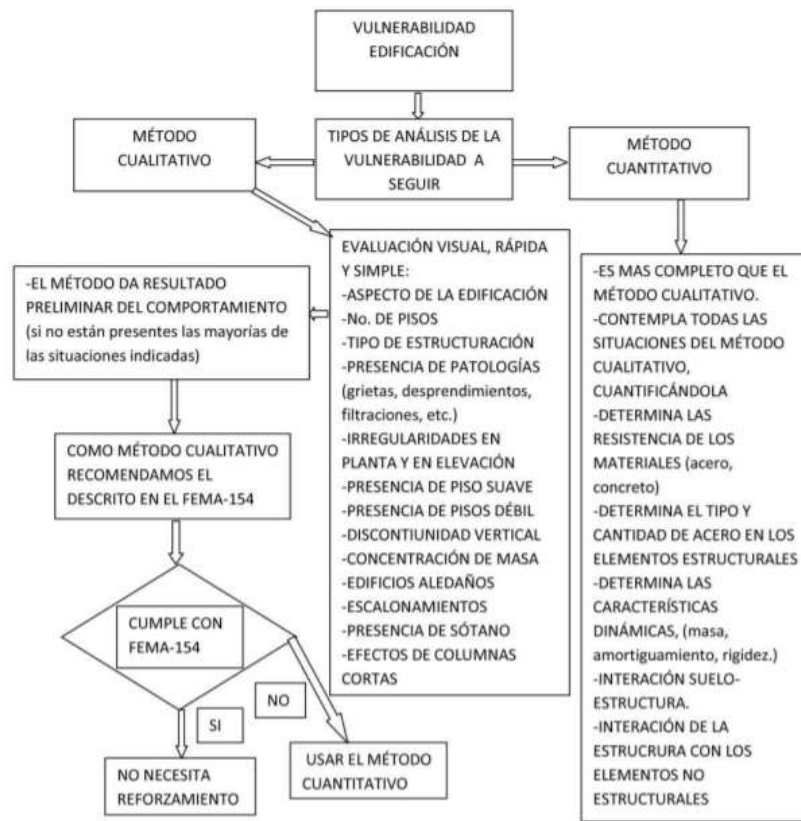 VULNERABILIDAD
EDIFICACIÓN
MÉTODO
CUALITATIVO
TIPOS DE ANÁLISIS DE LA
VULNERABILIDAD A
SEGUIR
MÉTODO
CUANTITATIVO
-EL MÉTODO DA RESULTADO
PRELIMINAR DEL COMPORTAMIENTO
(si no están presentes las mayorías de
las situaciones indicadas)
EVALUACIÓN VISUAL, RÁPIDA
Y SIMPLE:
-ASPECTO DE LA EDIFICACIÓN
-No. DE PISOS
-TIPO DE ESTRUCTURACIÓN
-PRESENCIA DE PATOLOGÍAS
(grietas, desprendimientos,
filtraciones, etc.)
-IRREGULARIDADES EN
PLANTA Y EN ELEVACIÓN
-PRESENCIA DE PISO SUAVE
-PRESENCIA DE PISOS DÉBIL
-DISCONTIUNIDAD VERTICAL
-CONCENTRACIÓN DE MASA
-EDIFICIOS ALEDAÑOS
-ESCALONAMIENTOS
-PRESENCIA DE SÓTANO
-EFECTOS DE COLUMNAS
CORTAS
-ES MAS COMPLETO QUE EL
MÉTODO CUALITATIVO.
-CONTEMPLA TODAS LAS
SITUACIONES DEL MÉTODO
CUALITATIVO,
CUANTIFICÁNDOLA
-DETERMINA LAS
RESISTENCIA DE LOS
MATERIALES (acero,
concreto)
-DETERMINA EL TIPO Y
CANTIDAD DE ACERO EN LOS
ELEMENTOS ESTRUCTURALES
-DETERMINA LAS
CARACTERÍSTICAS
DINÁMICAS, (masa,
amortiguamiento, rigidez.)
-INTERACIÓN SUELO-
ESTRUCTURA.
-INTERACIÓN DE LA
ESTRUCRURA CON LOS
ELEMENTOS NO
ESTRUCTURALES
COMO MÉTODO CUALITATIVO
RECOMENDAMOS EL
DESCRITO EN EL FEMA-154
CUMPLE CON
FEMA-154
SI
NO
NO NECESITA
REFORZAMIENTO
USAR EL MÉTODO
CUANTITATIVO